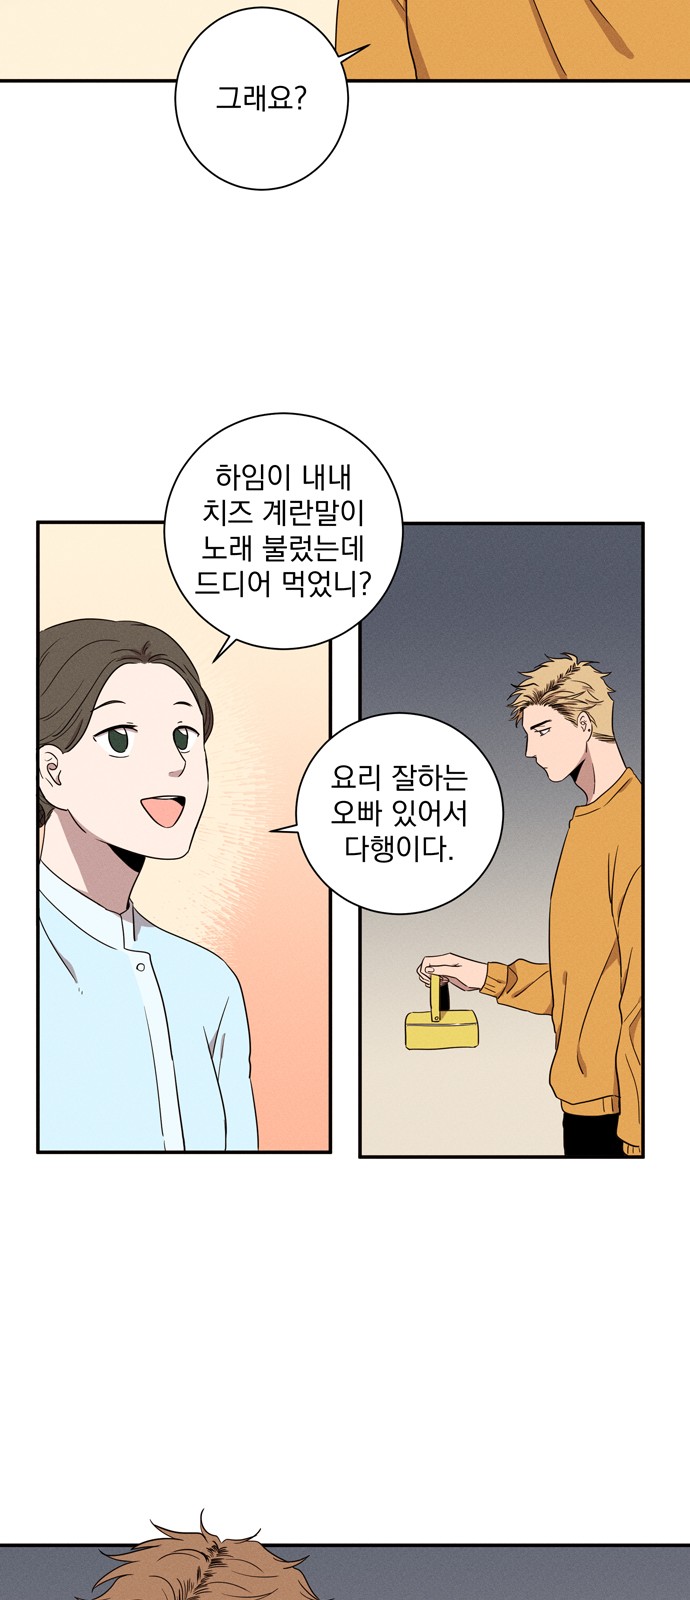 그래요?
하임이 내내
치즈 계란말이
노래 불렀는데
드디어 먹었니?
요리 잘하는
오빠 있어서
다행이다.